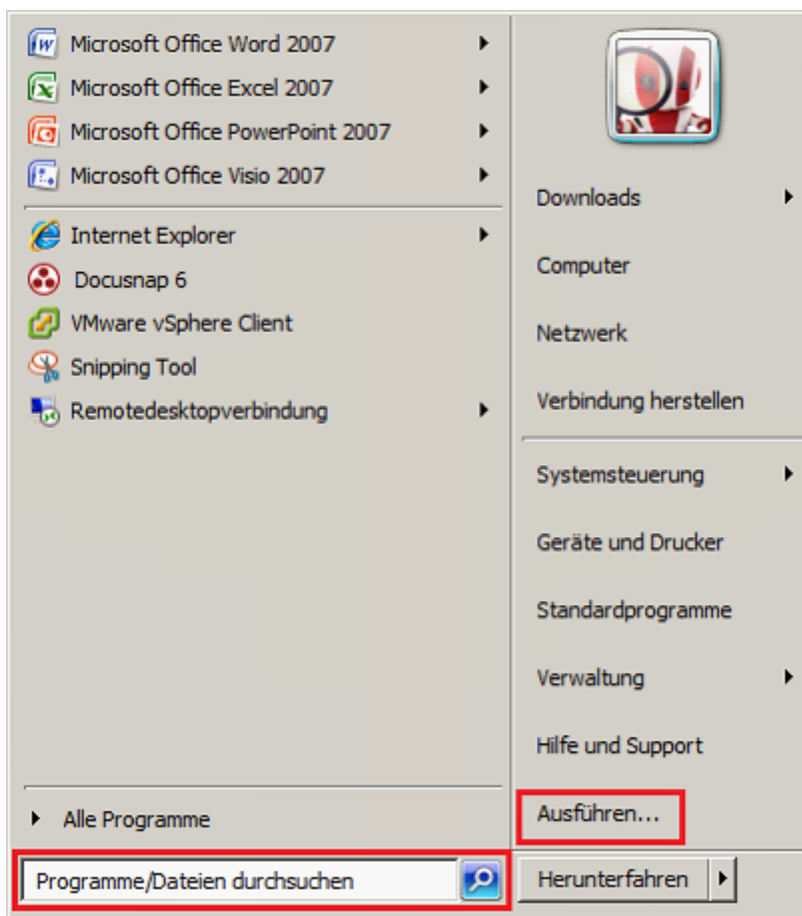 Microsoft Office Word 2007
Microsoft Office Excel 2007
Microsoft Office PowerPoint 2007
Microsoft Office Visio 2007
Internet Explorer
Docusnap 6
VMware vSphere Client
Snipping Tool
Remotedesktopverbindung
Alle Programme
Programme/Dateien durchsuchen
Downloads
Computer
Netzwerk
Verbindung herstellen
Systemsteuerung
Geräte und Drucker
Standardprogramme
Verwaltung
Hilfe und Support
Ausführen...
Herunterfahren